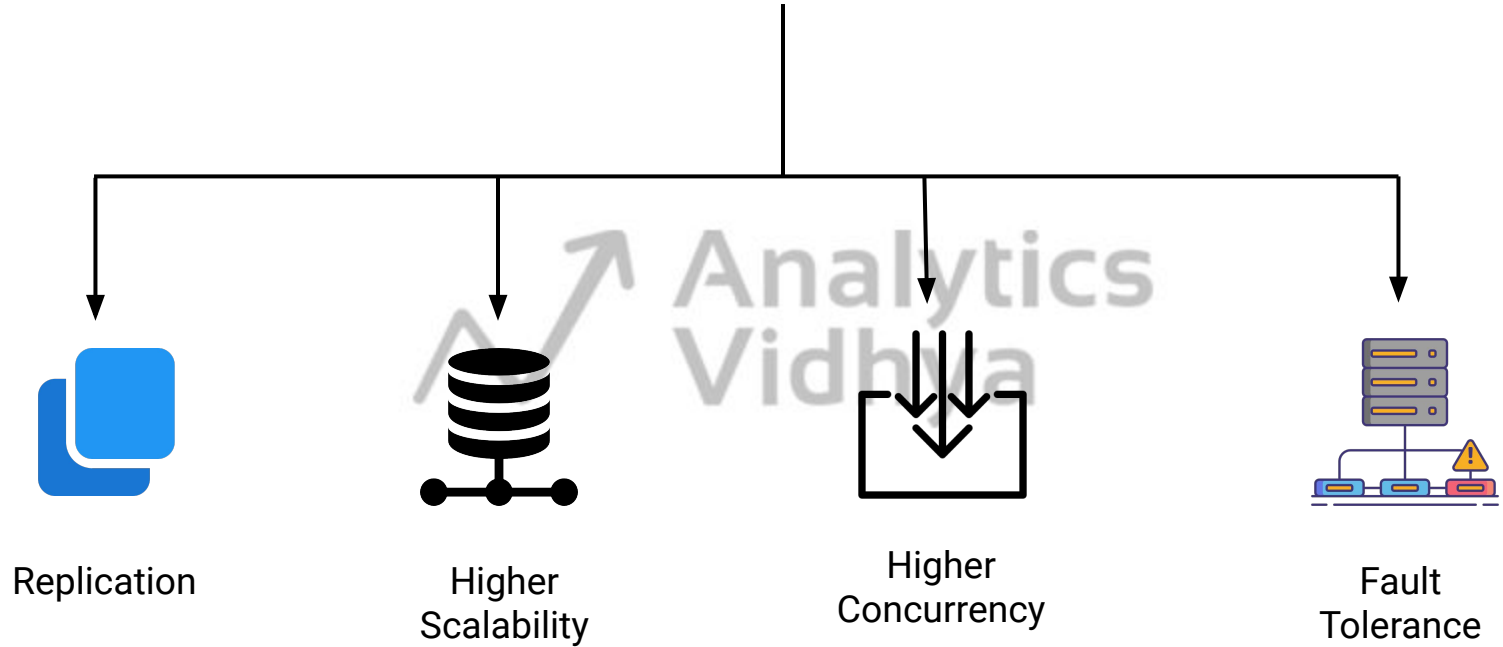 Analytics
Vidhya
Replication
Higher
Scalability
Higher
Concurrency
Fault
Tolerance